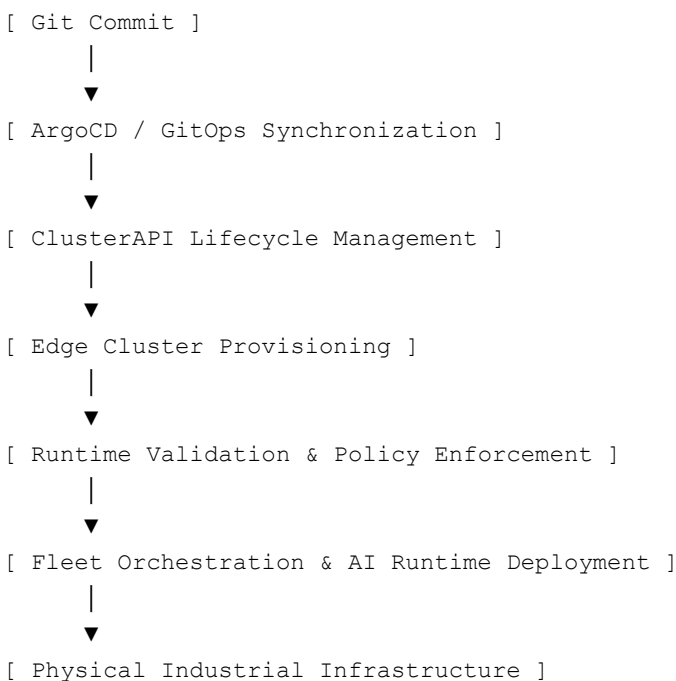 [ Git Commit ]
│
▼
[ ArgoCD / GitOps Synchronization ]
│
▼
[ ClusterAPI Lifecycle Management ]
│
▼
[ Edge Cluster Provisioning ]
│
▼
[ Runtime Validation & Policy Enforcement ]
│
▼
[ Fleet Orchestration & AI Runtime Deployment ]
│
▼
[ Physical Industrial Infrastructure ]